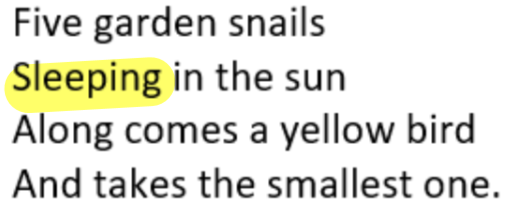 Five garden snails
Sleeping in the sun
Along comes a yellow bird
And takes the smallest one.